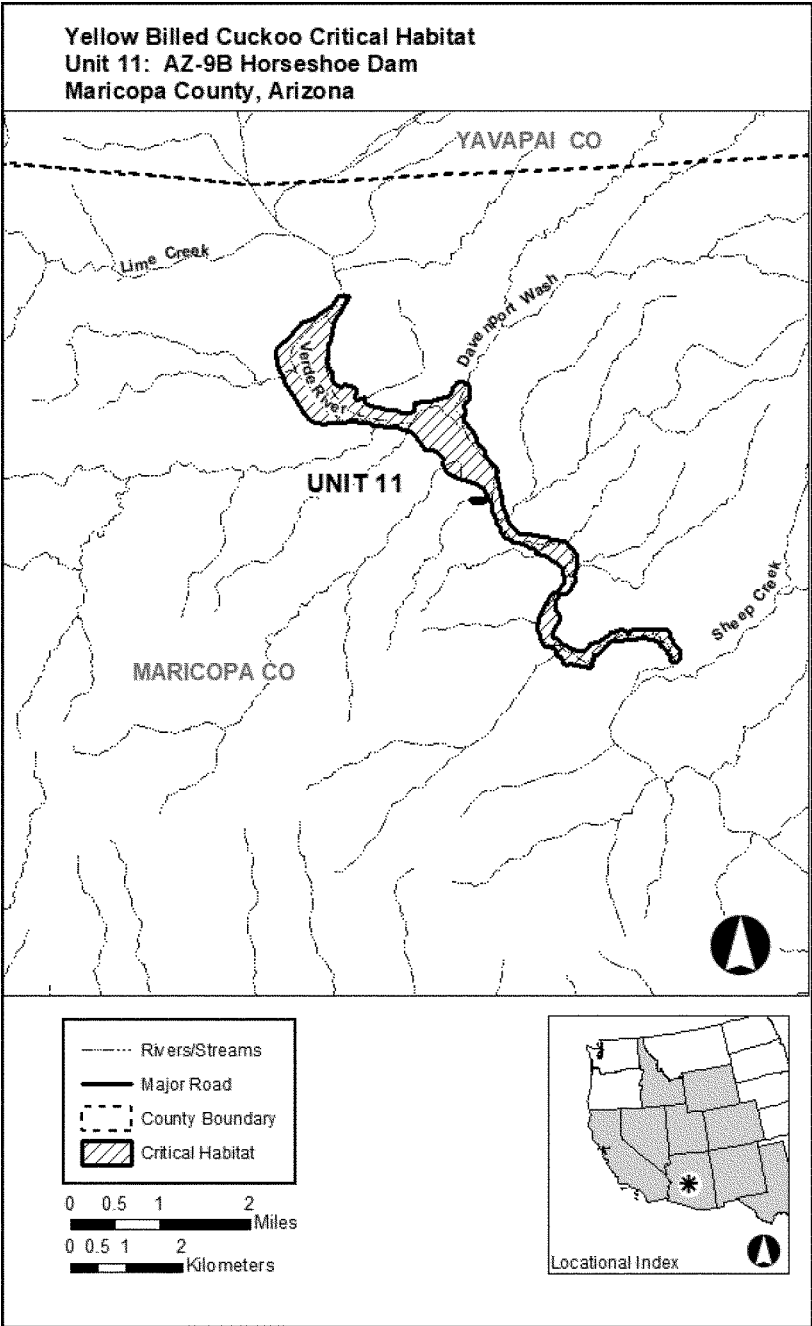 Yellow Billed Cuckoo Critical Habitat
Unit 11: AZ-9B Horseshoe Dam
Maricopa County, Arizona
YAVAPAI CO
Lime Creek
Davenport Wash
Verde River
UNIT 11
Sheep Creek
MARICOPA CO
Rivers/Streams
Major Road
County Boundary
Critical Habitat
0 0.5 1 2
Miles
0 0.5 1 2
Kilometers
Locational Index